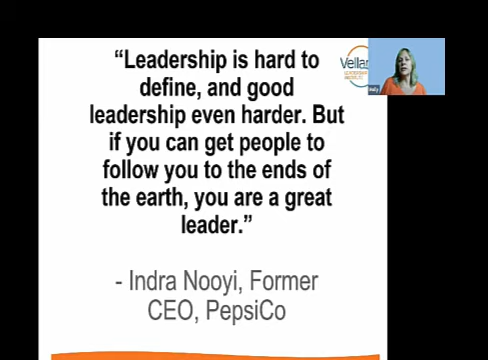 “Leadership is hard to
define, and good
leadership even harder. But
if you can get people to
follow you to the ends of
the earth, you are a great
leader.”
- Indra Nooyi, Former
CEO, PepsiCo